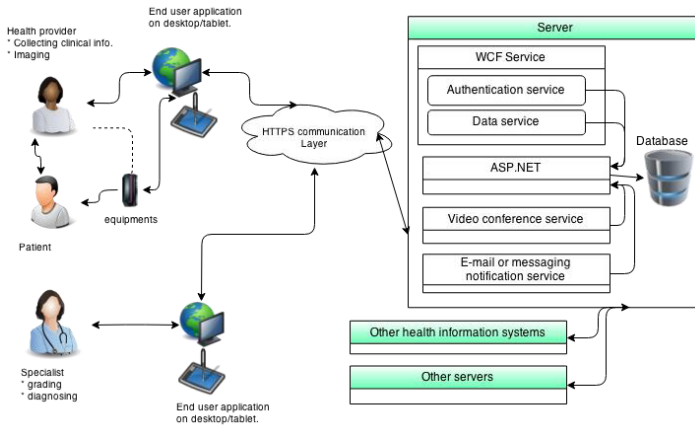 Health provider
* Collecting clinical info.
* Imaging
End user application
on desktop/tablet.
Server
WCF Service
Authentication service
Data service
HTTPS communication
Layer
Database
ASP.NET
equipments
Video conference service
Patient
E-mail or messaging
notification service
Other health information systems
Specialist
* grading
* diagnosing
Other servers
End user application
on desktop/tablet.